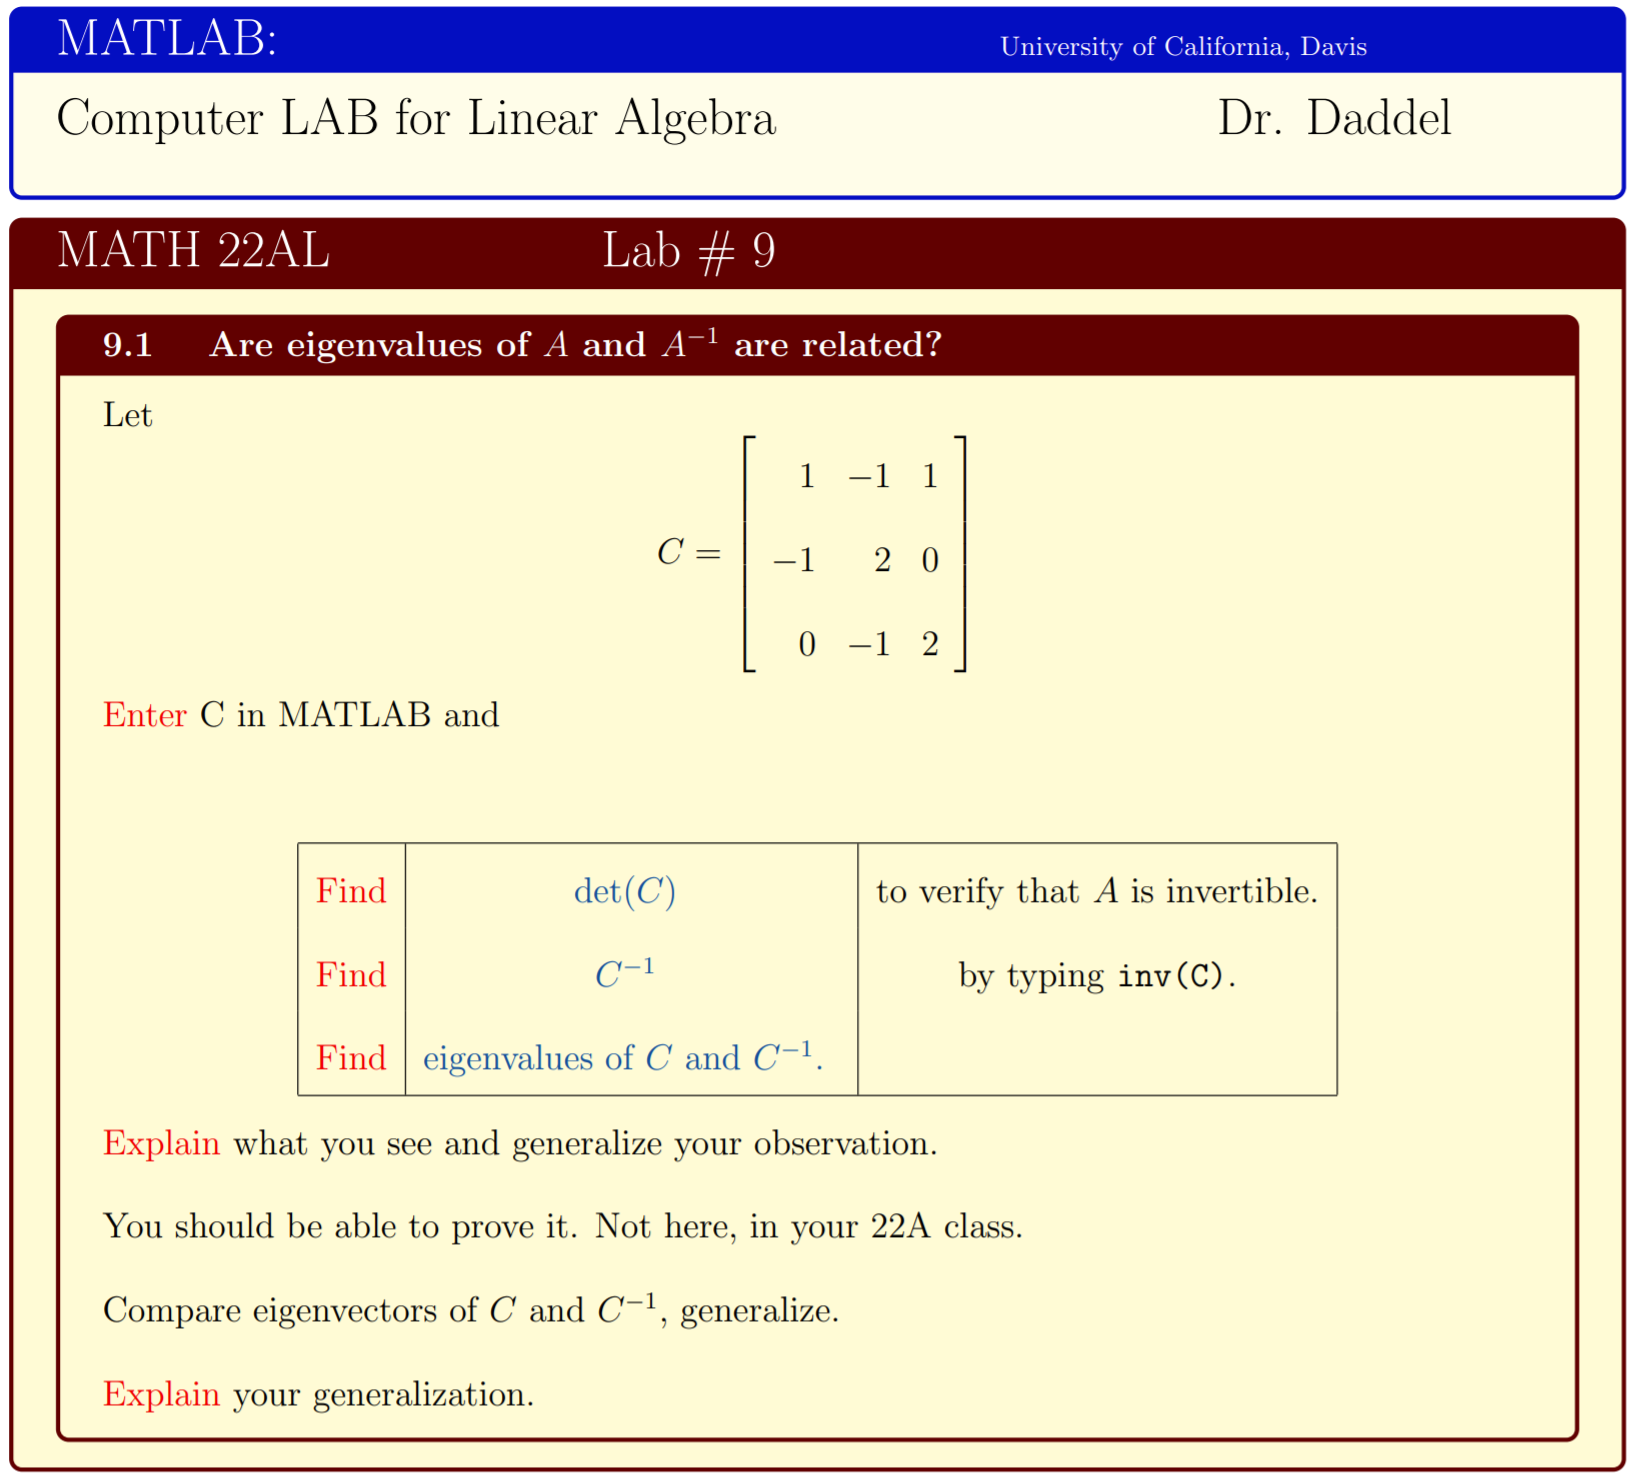 MATLAB: University of California, Davis
Computer LAB for Linear Algebra Dr. Daddel
MATH 22AL Lab # 9
9.1 Are eigenvalues of A and A⁻¹ are related?
Let
C = [ 1 −1 1
−1 2 0
0 −1 2 ]
Enter C in MATLAB and
Find det(C) to verify that A is invertible.
Find C⁻¹ by typing inv(C).
Find eigenvalues of C and C⁻¹.
Explain what you see and generalize your observation.
You should be able to prove it. Not here, in your 22A class.
Compare eigenvectors of C and C⁻¹, generalize.
Explain your generalization.